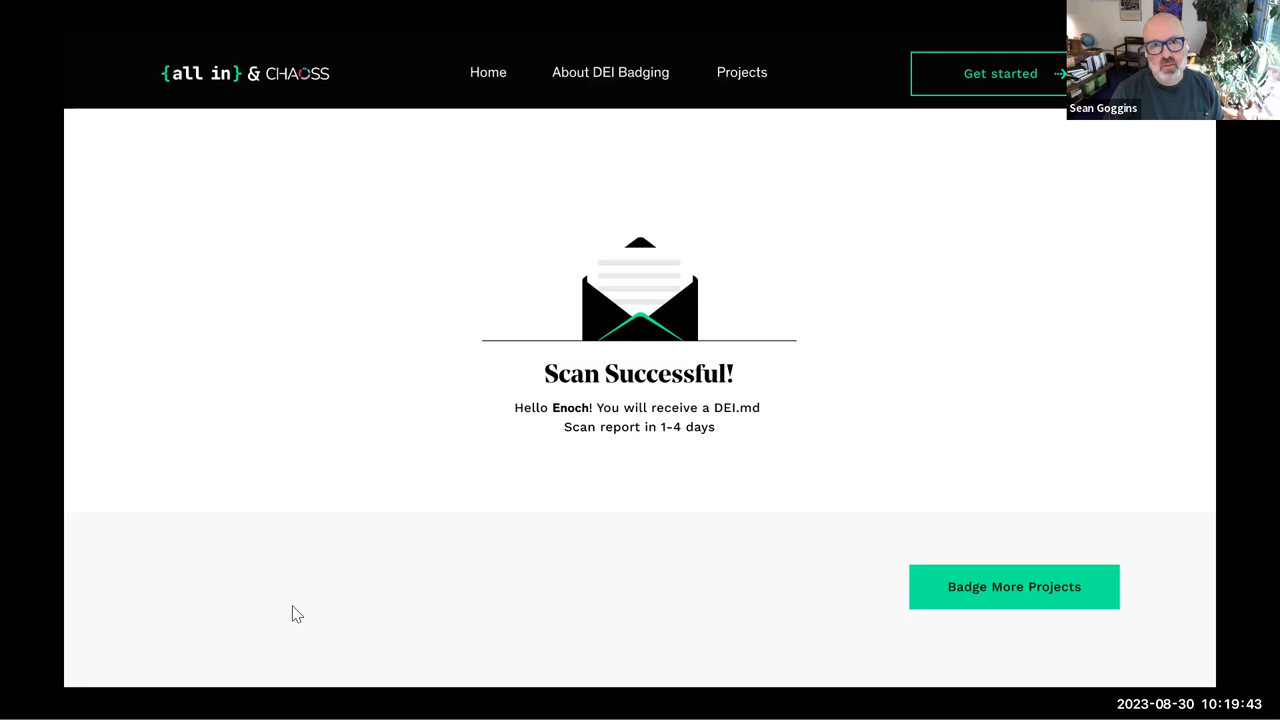 {all in} & CHAOSS
Home
About DEI Badging
Projects
Get started
Sean Goggins
Scan Successful!
Hello Enoch! You will receive a DEI.md
Scan report in 1-4 days
Badge More Projects
2023-08-30 10:19:43